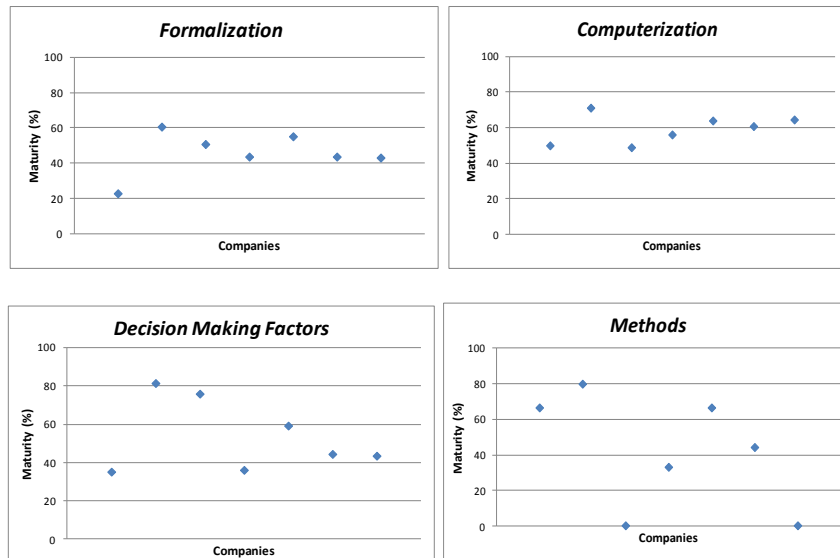 Formalization
100
80
60
40
20
0
Maturity (%)
Companies
Computerization
100
80
60
40
20
0
Maturity (%)
Companies
Decision Making Factors
100
80
60
40
20
0
Maturity (%)
Companies
Methods
100
80
60
40
20
0
Maturity (%)
Companies